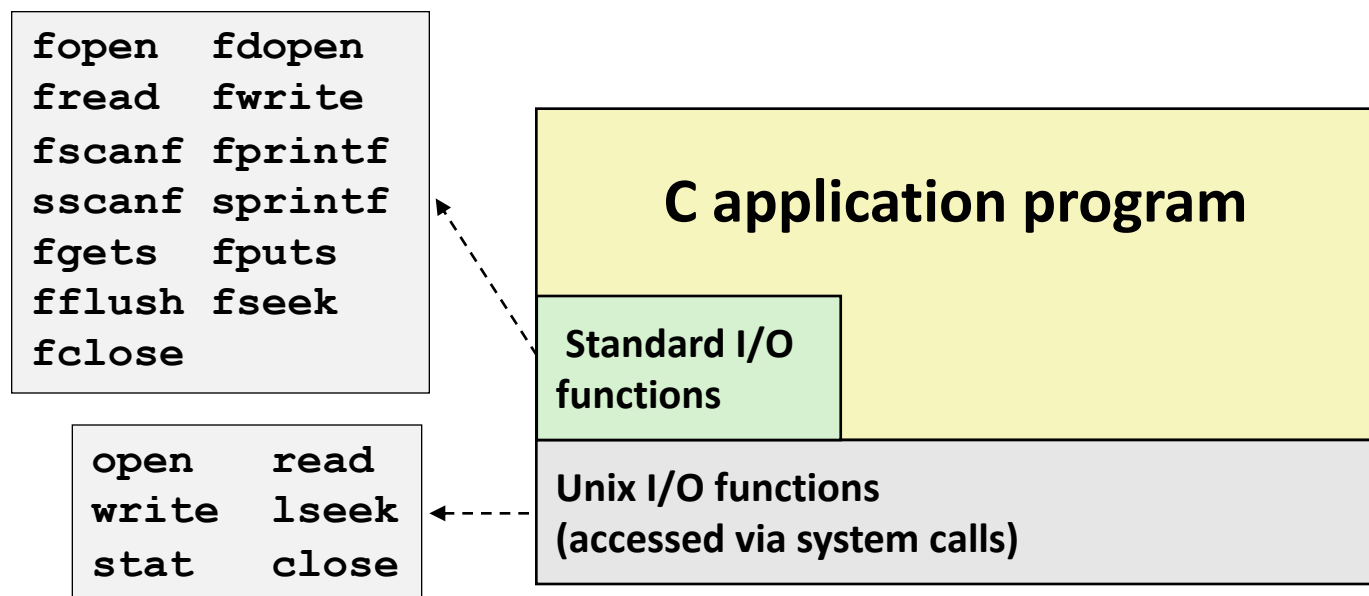 fopen fdopen
fread fwrite
fscanf fprintf
sscanf sprintf
fgets fputs
fflush fseek
fclose
C application program
Standard I/O
functions
open read
write lseek
stat close
Unix I/O functions
(accessed via system calls)